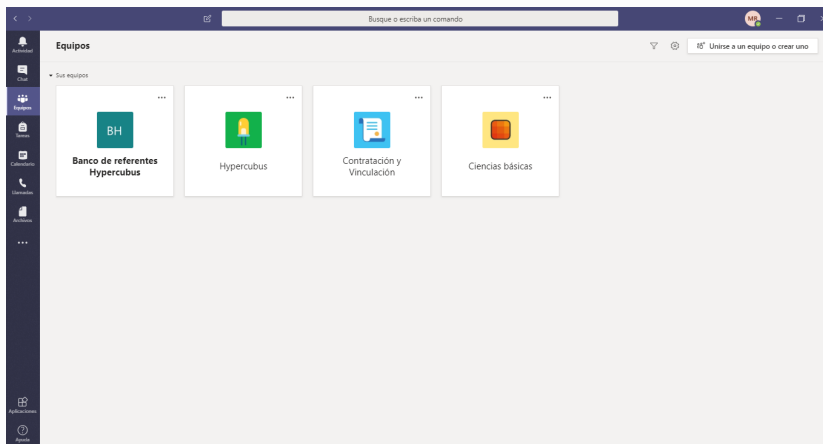 Busque o escriba un comando
MR
Actividad
Chat
Equipos
Tareas
Calendario
Llamadas
Archivos
Aplicaciones
Ayuda
Equipos
Unirse a un equipo o crear uno
Sus equipos
BH
Banco de referentes
Hypercubus
Hypercubus
Contratación y
Vinculación
Ciencias básicas